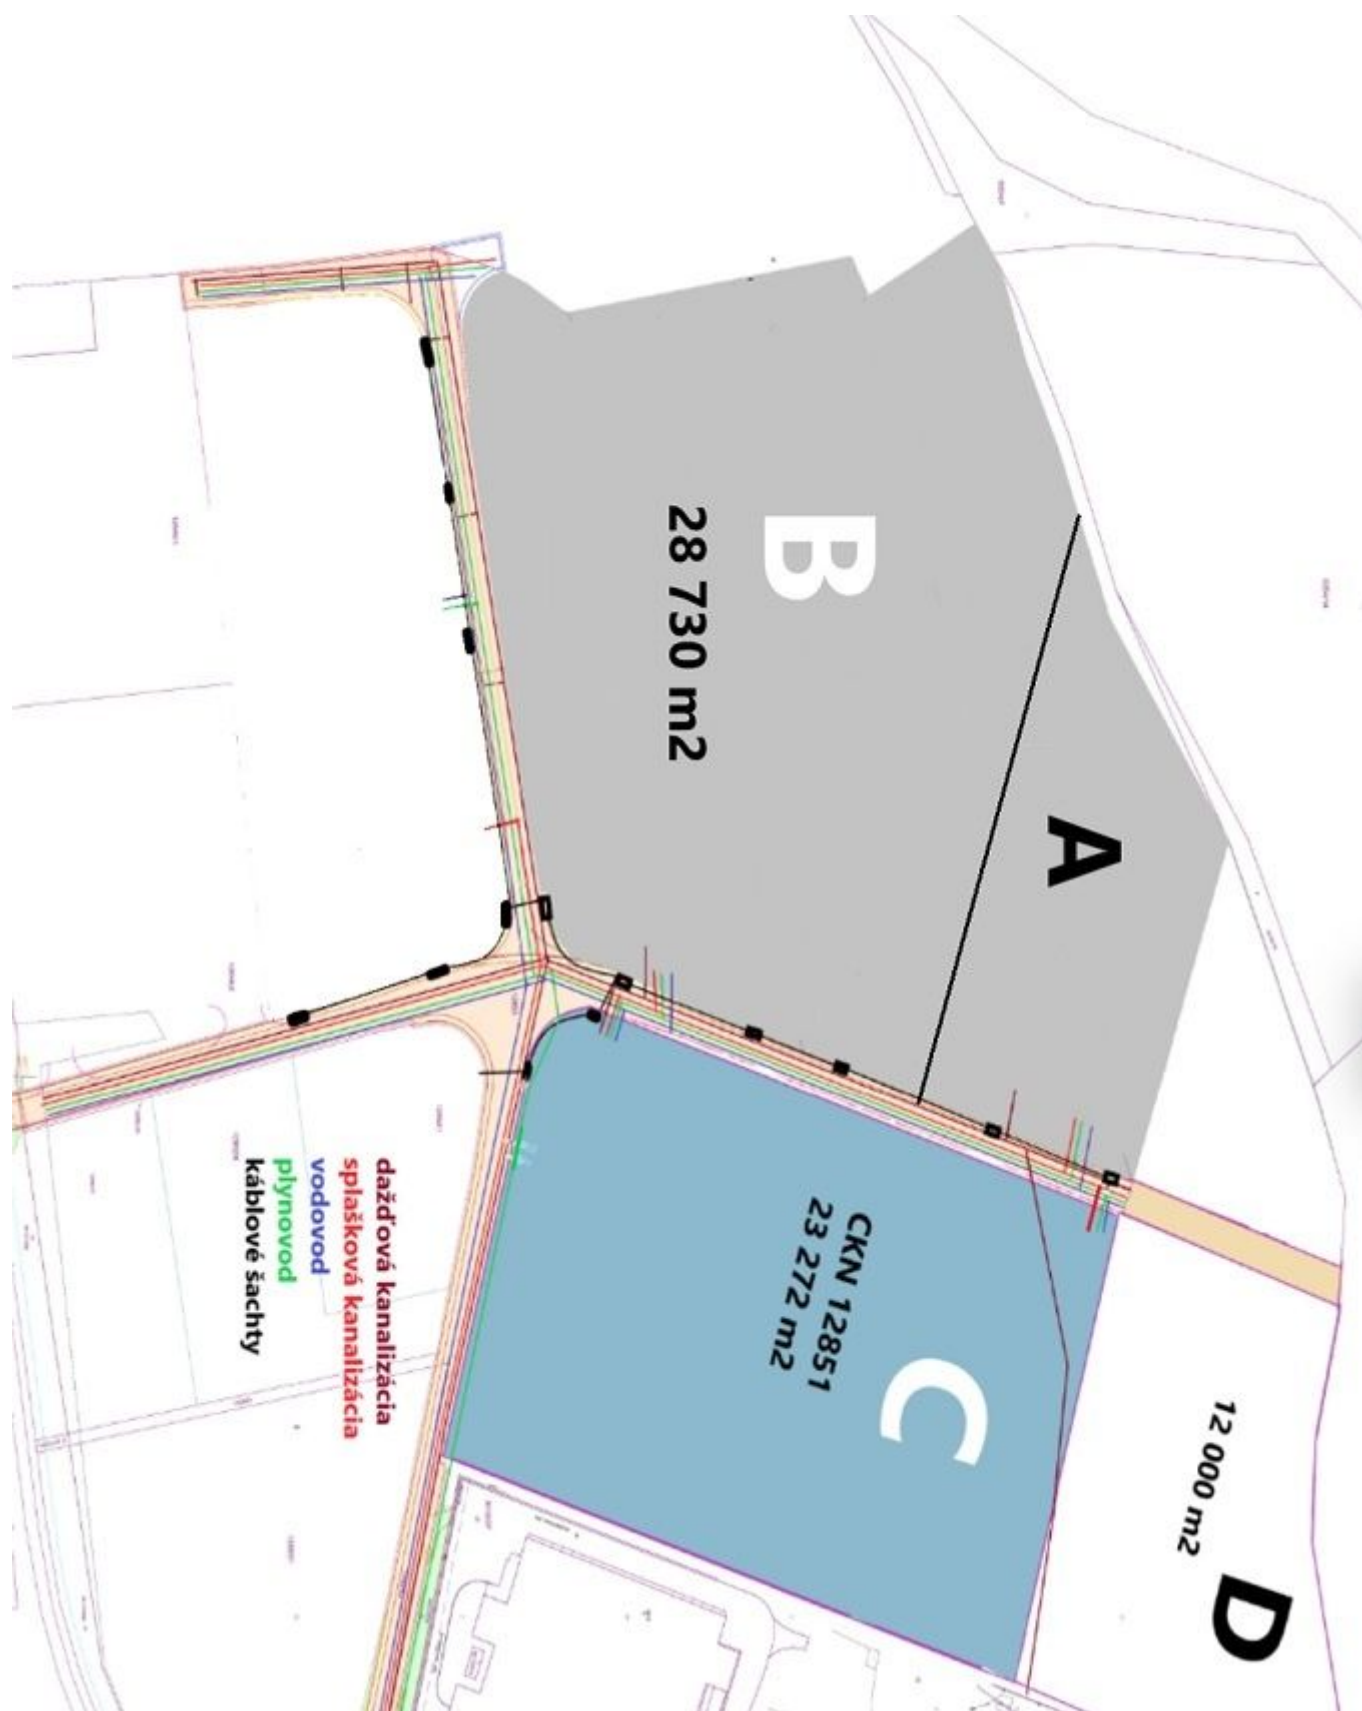 B
28 730 m2
A
C
CKN 12851
23 272 m2
D
12 000 m2
dažďová kanalizácia
splašková kanalizácia
vodovod
plynovod
káblové šachty